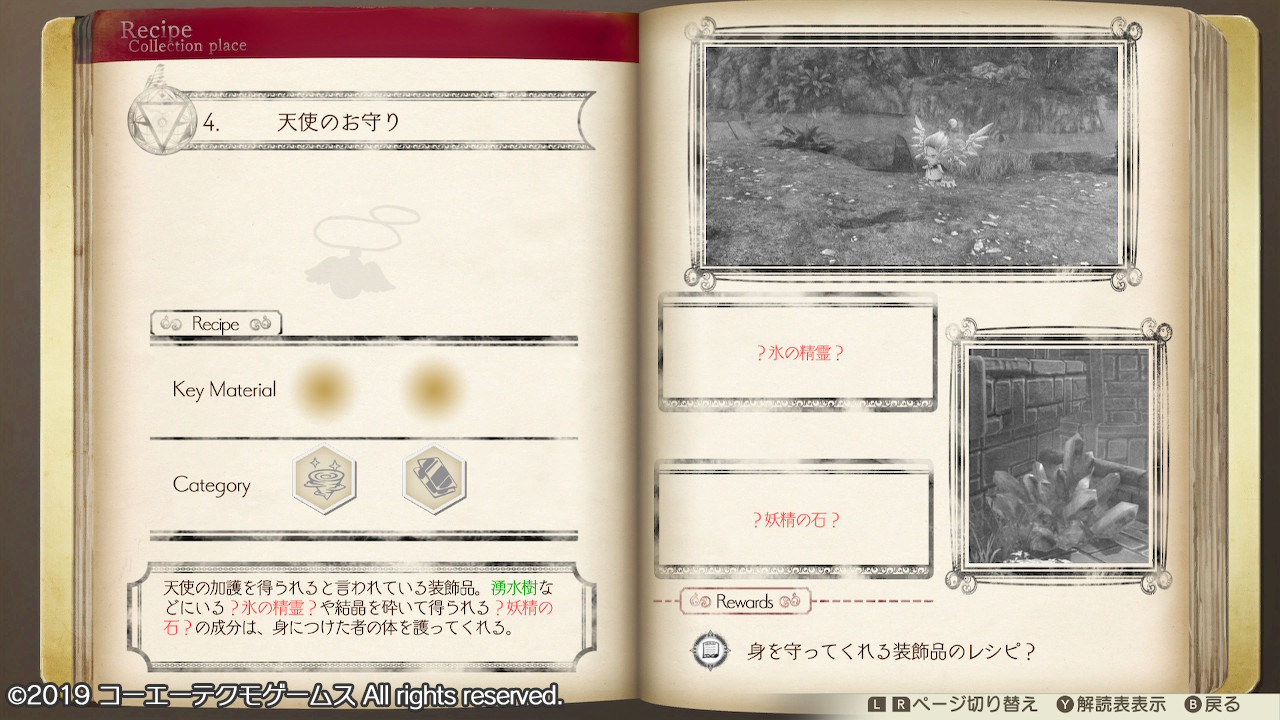 Recipe
Collection place
4. 天使のお守り
Recipe
Key Material
Category
天使の加護を得られると言われている装飾品。湧水樹な
どにいる？氷の精霊？や結晶を砕いて得られる？妖精の
石？の成分は、身につけた者の体を護ってくれる。
？氷の精霊？
？妖精の石？
Rewards
身を守ってくれる装飾品のレシピ？
©2019 コーエーテクモゲームス All rights reserved.
L R ページ切り替え Y 解読表表示 B 戻る